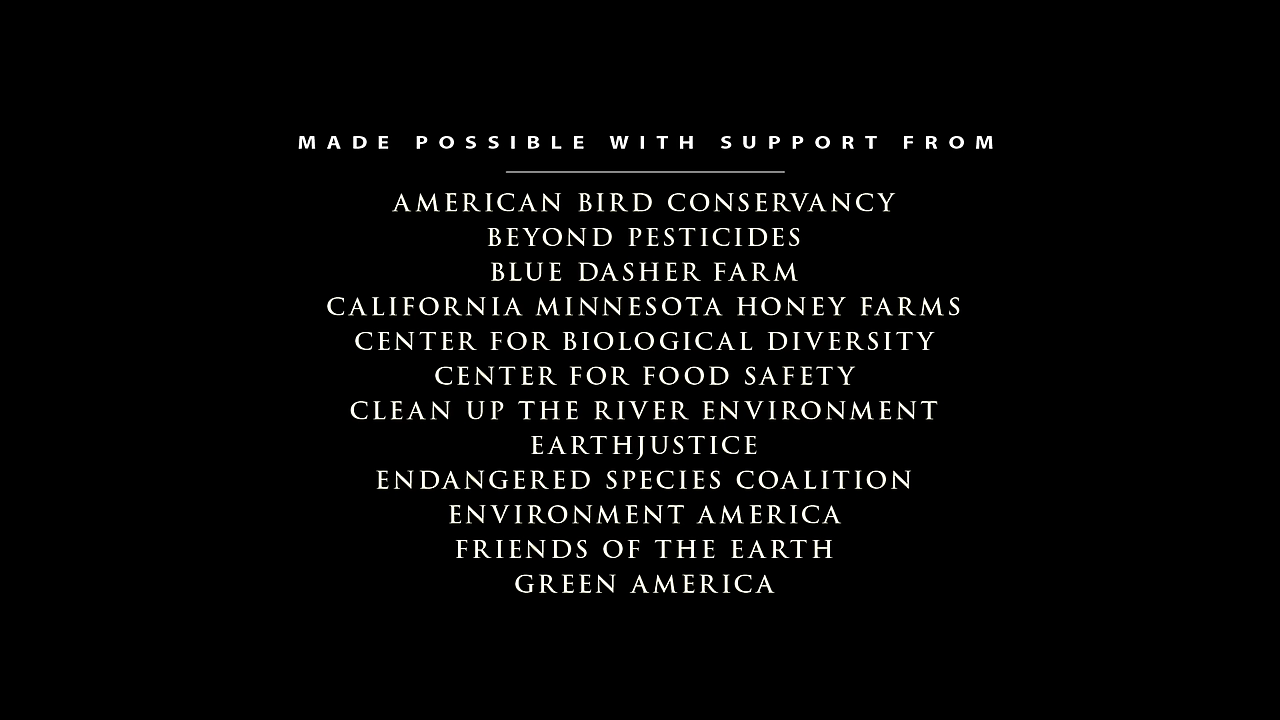 MADE POSSIBLE WITH SUPPORT FROM
AMERICAN BIRD CONSERVANCY
BEYOND PESTICIDES
BLUE DASHER FARM
CALIFORNIA MINNESOTA HONEY FARMS
CENTER FOR BIOLOGICAL DIVERSITY
CENTER FOR FOOD SAFETY
CLEAN UP THE RIVER ENVIRONMENT
EARTHJUSTICE
ENDANGERED SPECIES COALITION
ENVIRONMENT AMERICA
FRIENDS OF THE EARTH
GREEN AMERICA